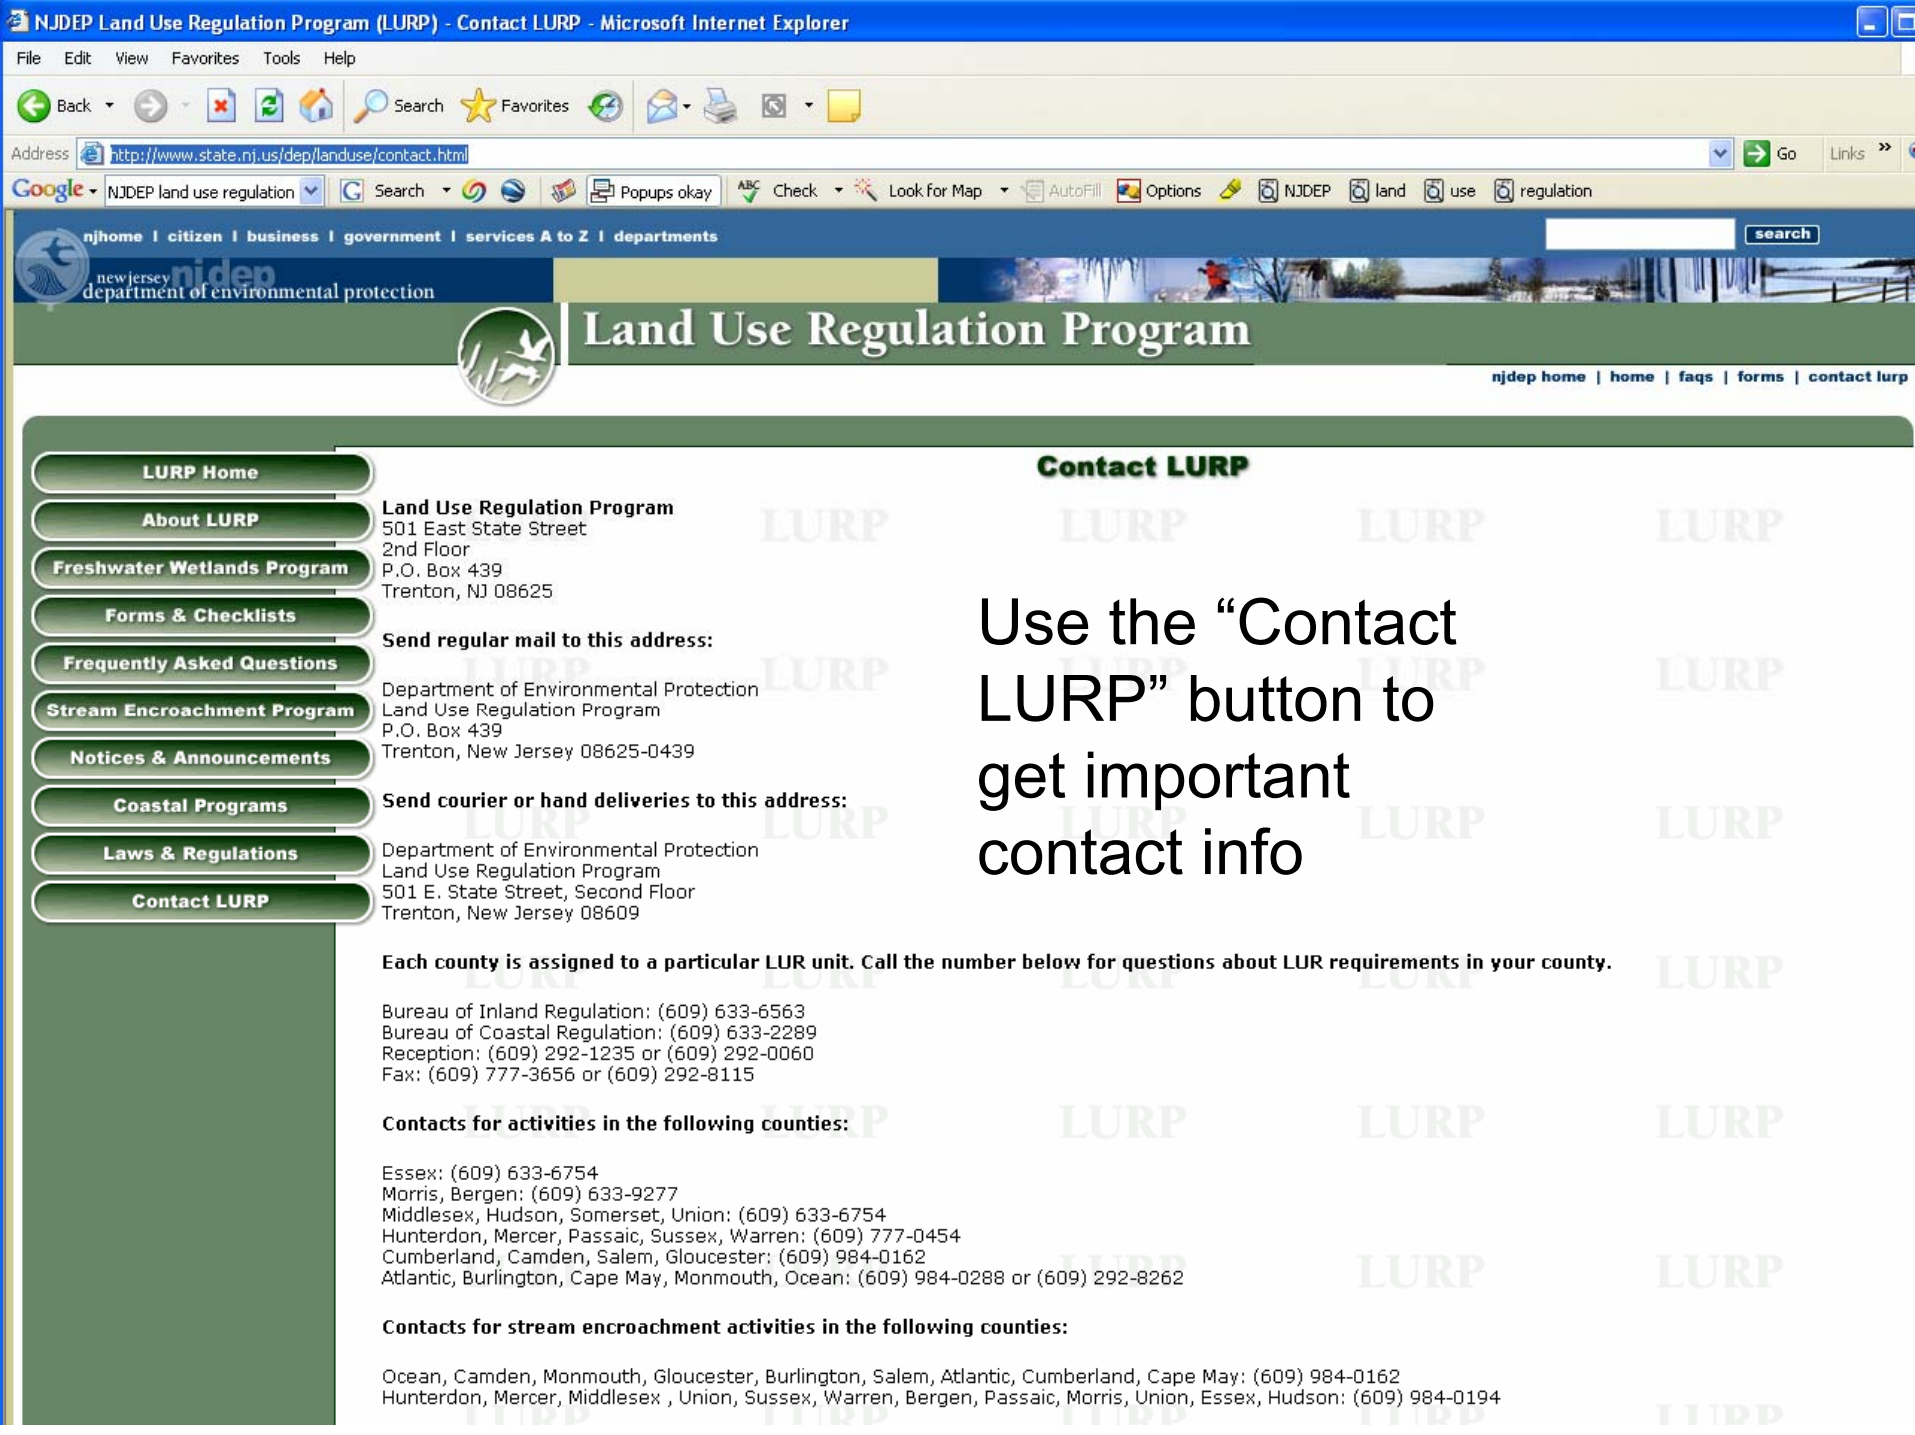 NJDEP Land Use Regulation Program (LURP) - Contact LURP - Microsoft Internet Explorer
File Edit View Favorites Tools Help
Back Search Favorites
Address http://www.state.nj.us/dep/landuse/contact.html Go Links »
Google NJDEP land use regulation G Search Popups okay ABC Check Look for Map AutoFill Options NJDEP land use regulation
njhome | citizen | business | government | services A to Z | departments search
newjersey njdep
department of environmental protection
Land Use Regulation Program
njdep home | home | faqs | forms | contact lurp
LURP Home
About LURP
Freshwater Wetlands Program
Forms & Checklists
Frequently Asked Questions
Stream Encroachment Program
Notices & Announcements
Coastal Programs
Laws & Regulations
Contact LURP
Contact LURP
Land Use Regulation Program
501 East State Street
2nd Floor
P.O. Box 439
Trenton, NJ 08625
Send regular mail to this address:
Department of Environmental Protection
Land Use Regulation Program
P.O. Box 439
Trenton, New Jersey 08625-0439
Send courier or hand deliveries to this address:
Department of Environmental Protection
Land Use Regulation Program
501 E. State Street, Second Floor
Trenton, New Jersey 08609
Use the “Contact
LURP” button to
get important
contact info
Each county is assigned to a particular LUR unit. Call the number below for questions about LUR requirements in your county.
Bureau of Inland Regulation: (609) 633-6563
Bureau of Coastal Regulation: (609) 633-2289
Reception: (609) 292-1235 or (609) 292-0060
Fax: (609) 777-3656 or (609) 292-8115
Contacts for activities in the following counties:
Essex: (609) 633-6754
Morris, Bergen: (609) 633-9277
Middlesex, Hudson, Somerset, Union: (609) 633-6754
Hunterdon, Mercer, Passaic, Sussex, Warren: (609) 777-0454
Cumberland, Camden, Salem, Gloucester: (609) 984-0162
Atlantic, Burlington, Cape May, Monmouth, Ocean: (609) 984-0288 or (609) 292-8262
Contacts for stream encroachment activities in the following counties:
Ocean, Camden, Monmouth, Gloucester, Burlington, Salem, Atlantic, Cumberland, Cape May: (609) 984-0162
Hunterdon, Mercer, Middlesex , Union, Sussex, Warren, Bergen, Passaic, Morris, Union, Essex, Hudson: (609) 984-0194